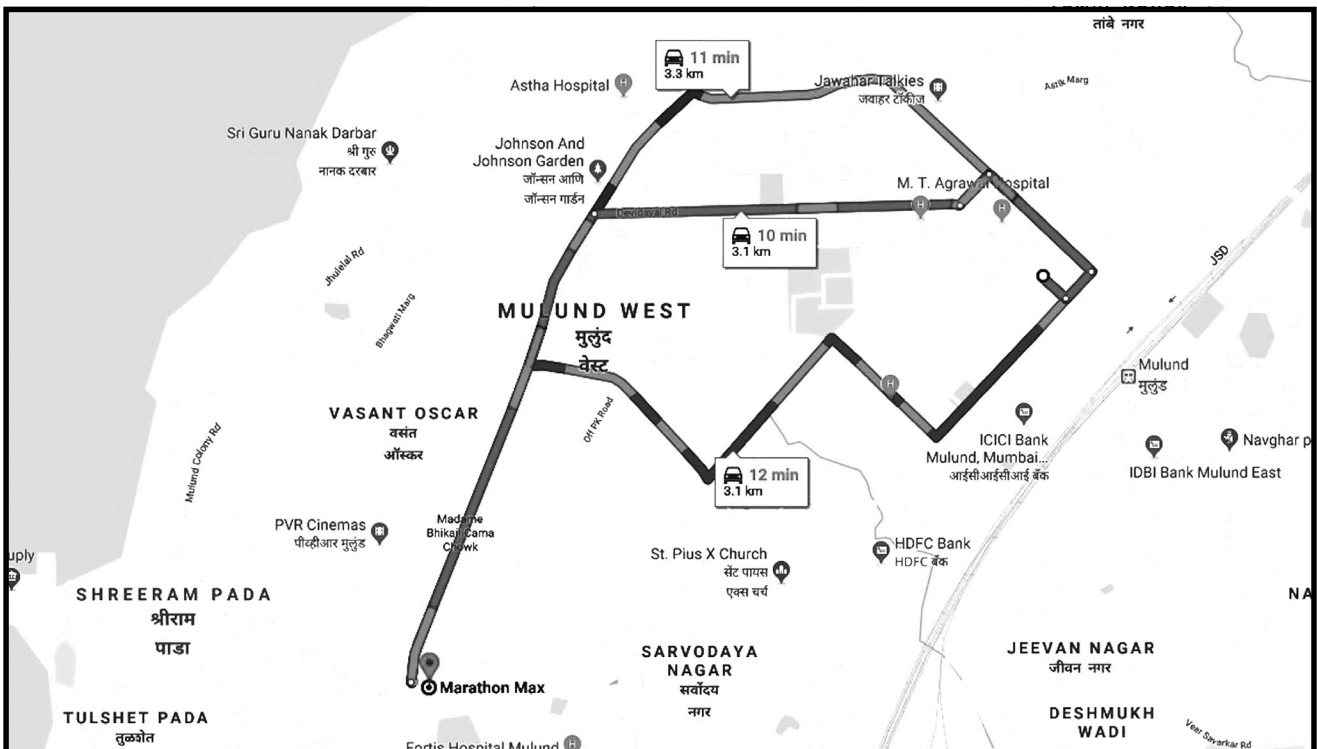 तांबे नगर
11 min
3.3 km
Astha Hospital
Jawahar Talkies
जवाहर टॉकीज
Astik Marg
Sri Guru Nanak Darbar
श्री गुरु
नानक दरबार
Johnson And
Johnson Garden
जॉन्सन आणि
जॉन्सन गार्डन
M. T. Agrawal Hospital
Devidayal Rd
10 min
3.1 km
JSD
Jhulelal Rd
Bhagwati Marg
MULUND WEST
मुलुंद
वेस्ट
Mulund
मुलुंड
VASANT OSCAR
वसंत
ऑस्कर
Off PK Road
Mulund Colony Rd
ICICI Bank
Mulund, Mumbai...
आईसीआईसीआई बैंक
Navghar p
IDBI Bank Mulund East
12 min
3.1 km
PVR Cinemas
पीव्हीआर मुलुंड
Madame
Bhikaji Cama
Chowk
St. Pius X Church
सेंट पायस
एक्स चर्च
HDFC Bank
HDFC बँक
uply
SHREERAM PADA
श्रीराम
पाडा
NA
SARVODAYA
NAGAR
सर्वोदय
नगर
JEEVAN NAGAR
जीवन नगर
Marathon Max
TULSHET PADA
तुळशेत
DESHMUKH
WADI
Veer Savarkar Rd
Fortis Hospital Mulund